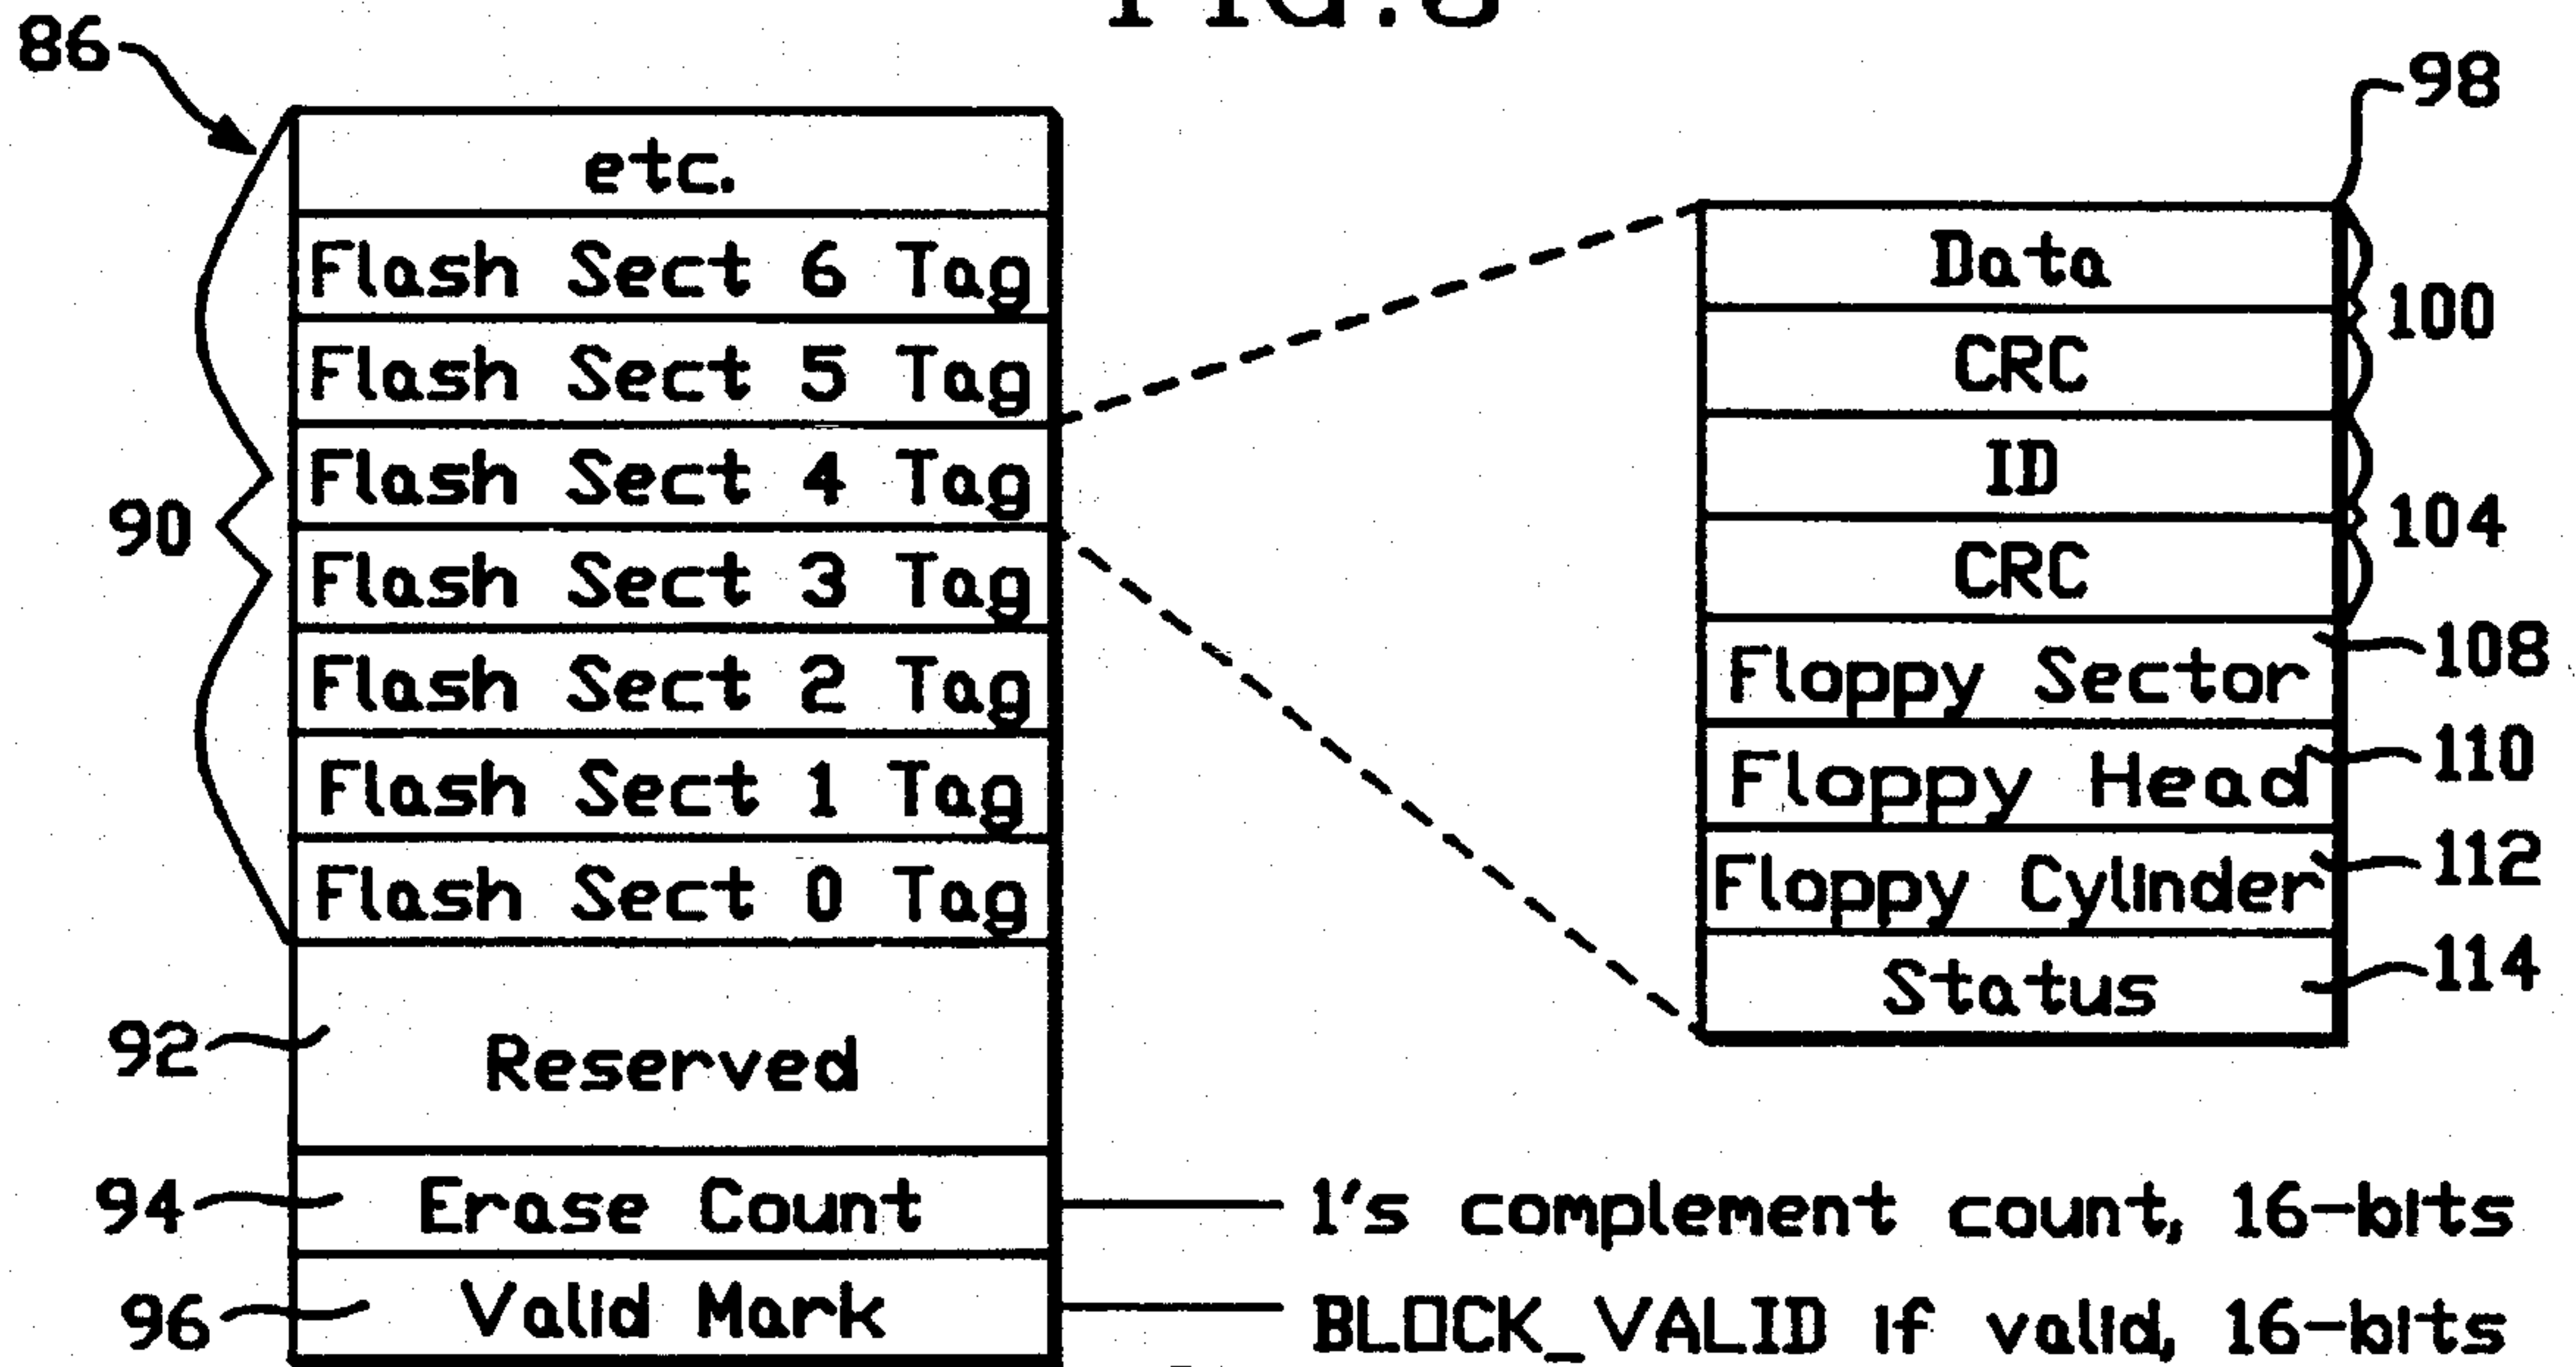 86
etc.
Flash Sect 6 Tag
Flash Sect 5 Tag
Flash Sect 4 Tag
Flash Sect 3 Tag
Flash Sect 2 Tag
Flash Sect 1 Tag
Flash Sect 0 Tag
90
92
Reserved
94
Erase Count
1's complement count, 16-bits
96
Valid Mark
BLOCK_VALID if valid, 16-bits
98
Data
CRC
100
ID
CRC
104
Floppy Sector
108
Floppy Head
110
Floppy Cylinder
112
Status
114